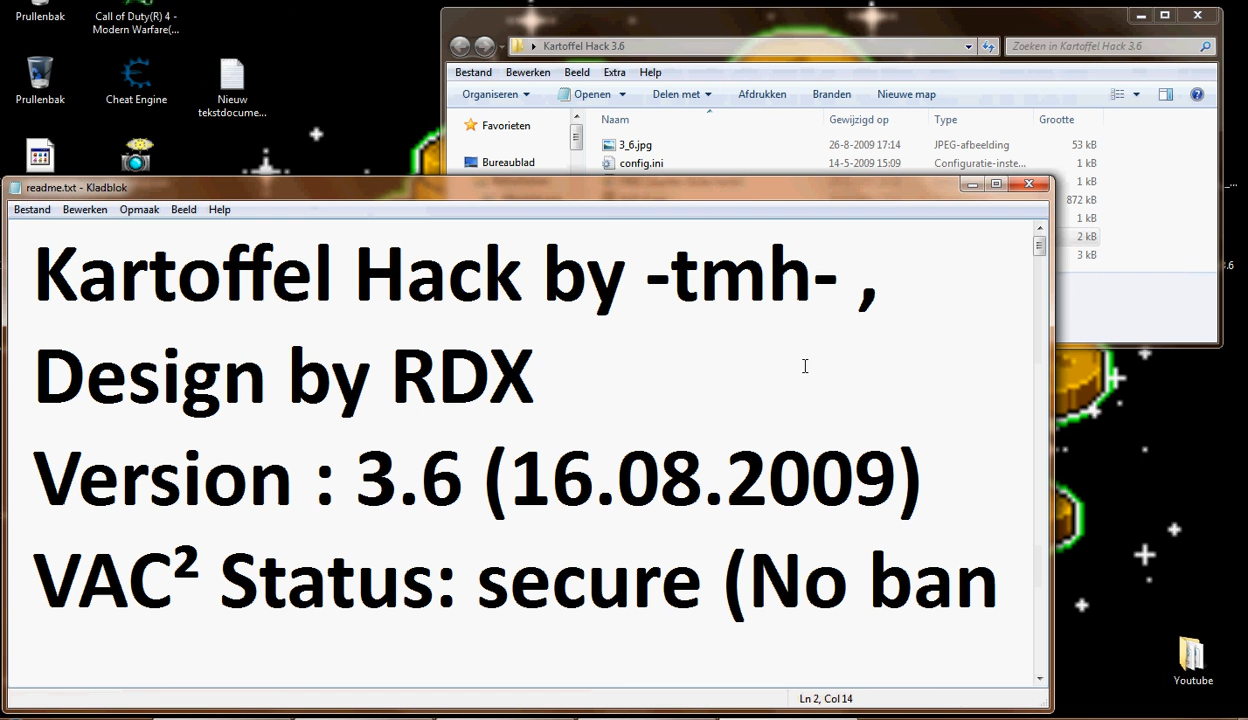 Prullenbak
Call of Duty(R) 4 -
Modern Warfare(...
Prullenbak
Cheat Engine
Nieuw
tekstdocume...
Kartoffel Hack 3.6
Zoeken in Kartoffel Hack 3.6
Bestand Bewerken Beeld Extra Help
Organiseren Openen Delen met Afdrukken Branden Nieuwe map
Favorieten
Bureaublad
Naam Gewijzigd op Type Grootte
3_6.jpg 26-8-2009 17:14 JPEG-afbeelding 53 kB
config.ini 14-5-2009 15:09 Configuratie-inste... 1 kB
1 kB
872 kB
1 kB
2 kB
3 kB
readme.txt - Kladblok
Bestand Bewerken Opmaak Beeld Help
Kartoffel Hack by -tmh- ,
Design by RDX
Version : 3.6 (16.08.2009)
VAC² Status: secure (No ban
Ln 2, Col 14
Youtube